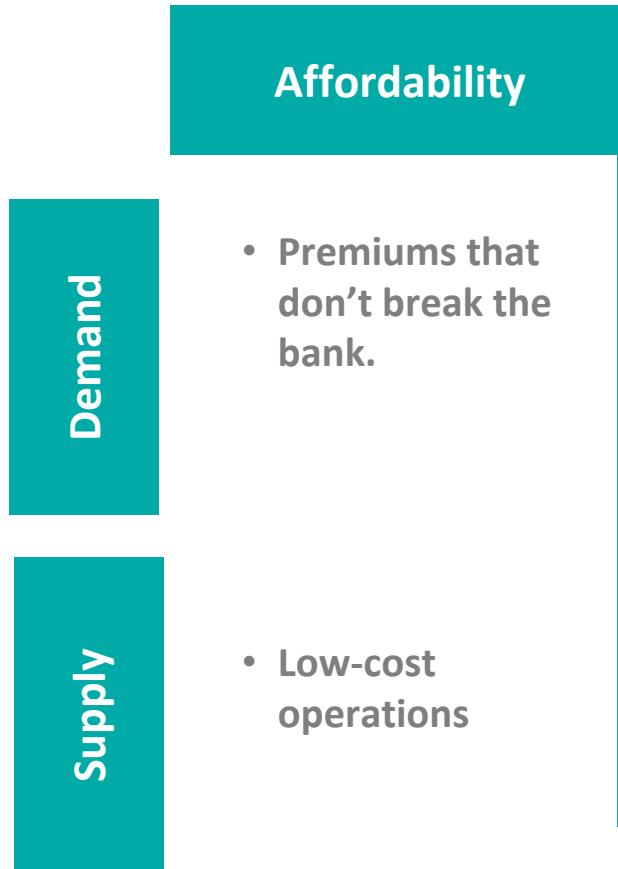 Affordability
Demand
• Premiums that
don’t break the
bank.
Supply
• Low-cost
operations